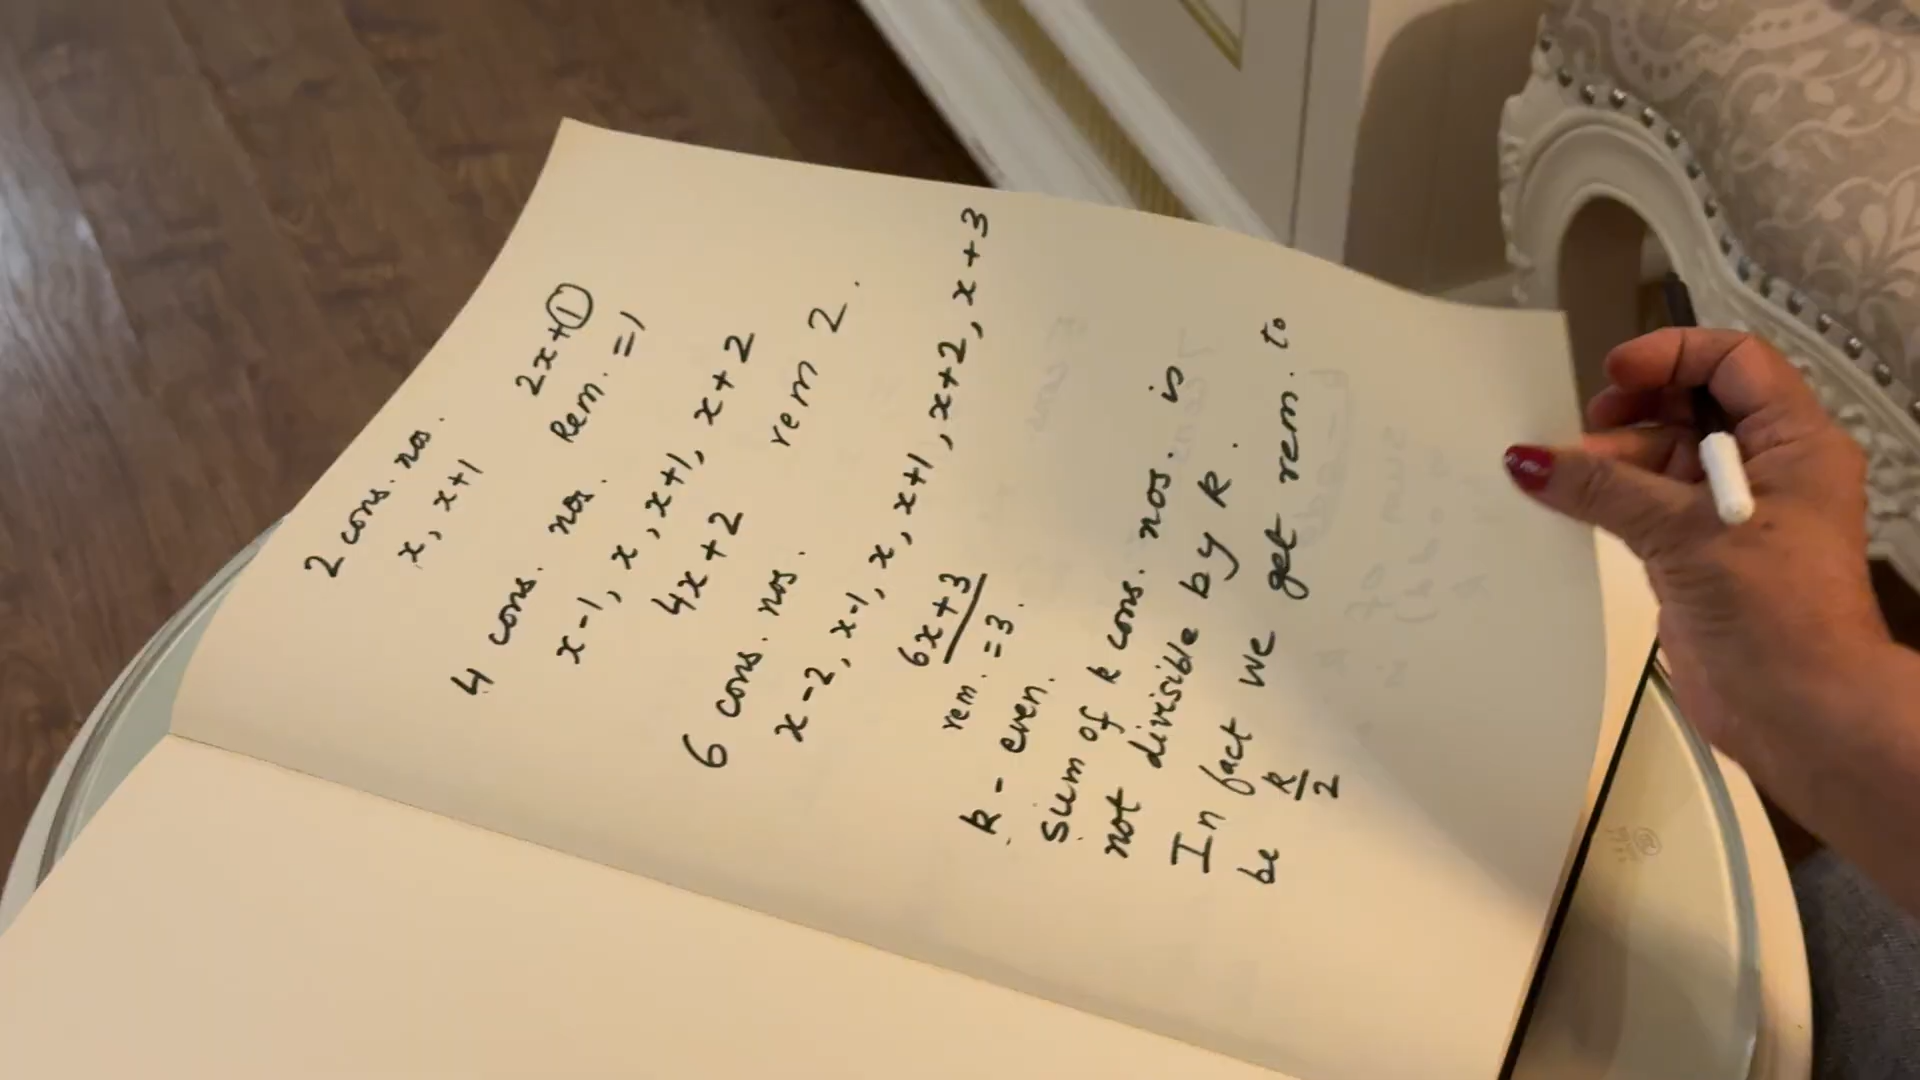 2 cons. nos.
x, x+1 2x+1
Rem. = 1
4 cons. nos.
x-1, x, x+1, x+2
4x+2 rem 2.
6 cons. nos.
x-2, x-1, x, x+1, x+2, x+3
6x+3
rem. = 3.
k - even.
sum of k cons. nos. is
not divisible by k.
In fact we get rem. to
be k/2